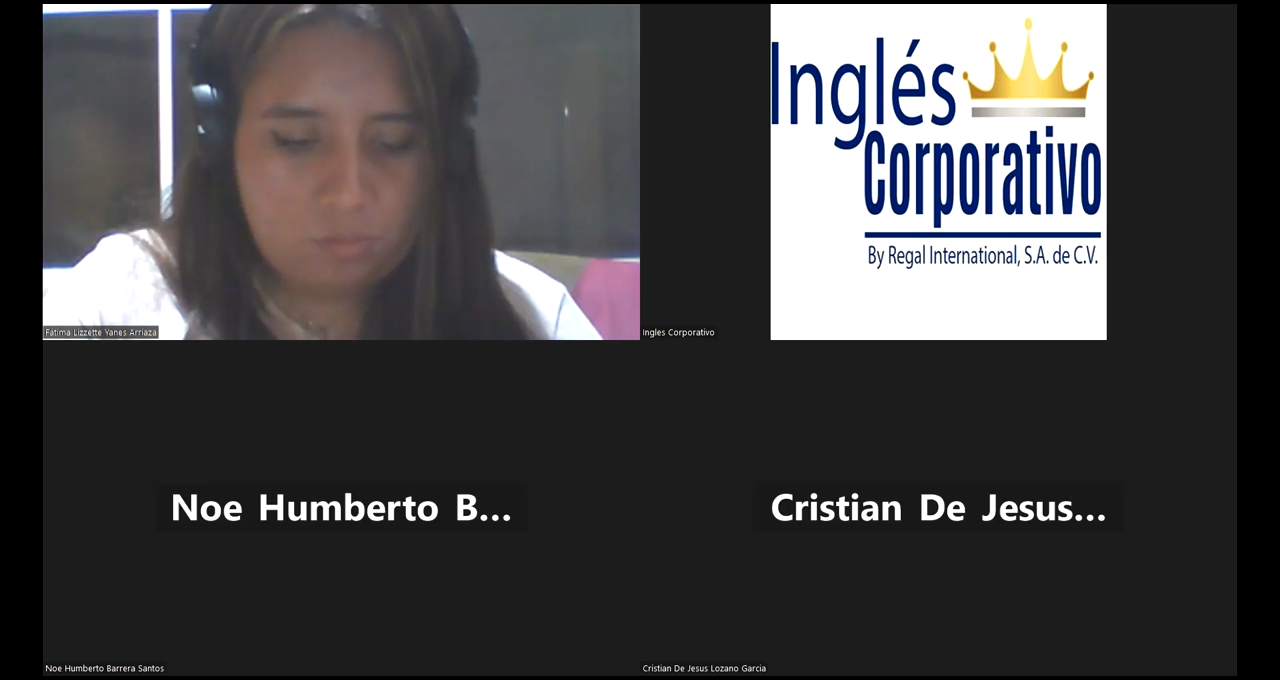 Inglés
Corporativo
By Regal International, S.A. de C.V.
Fátima Lizzette Yanes Arriaza
Ingles Corporativo
Noe Humberto B...
Cristian De Jesus...
Noe Humberto Barrera Santos
Cristian De Jesus Lozano Garcia